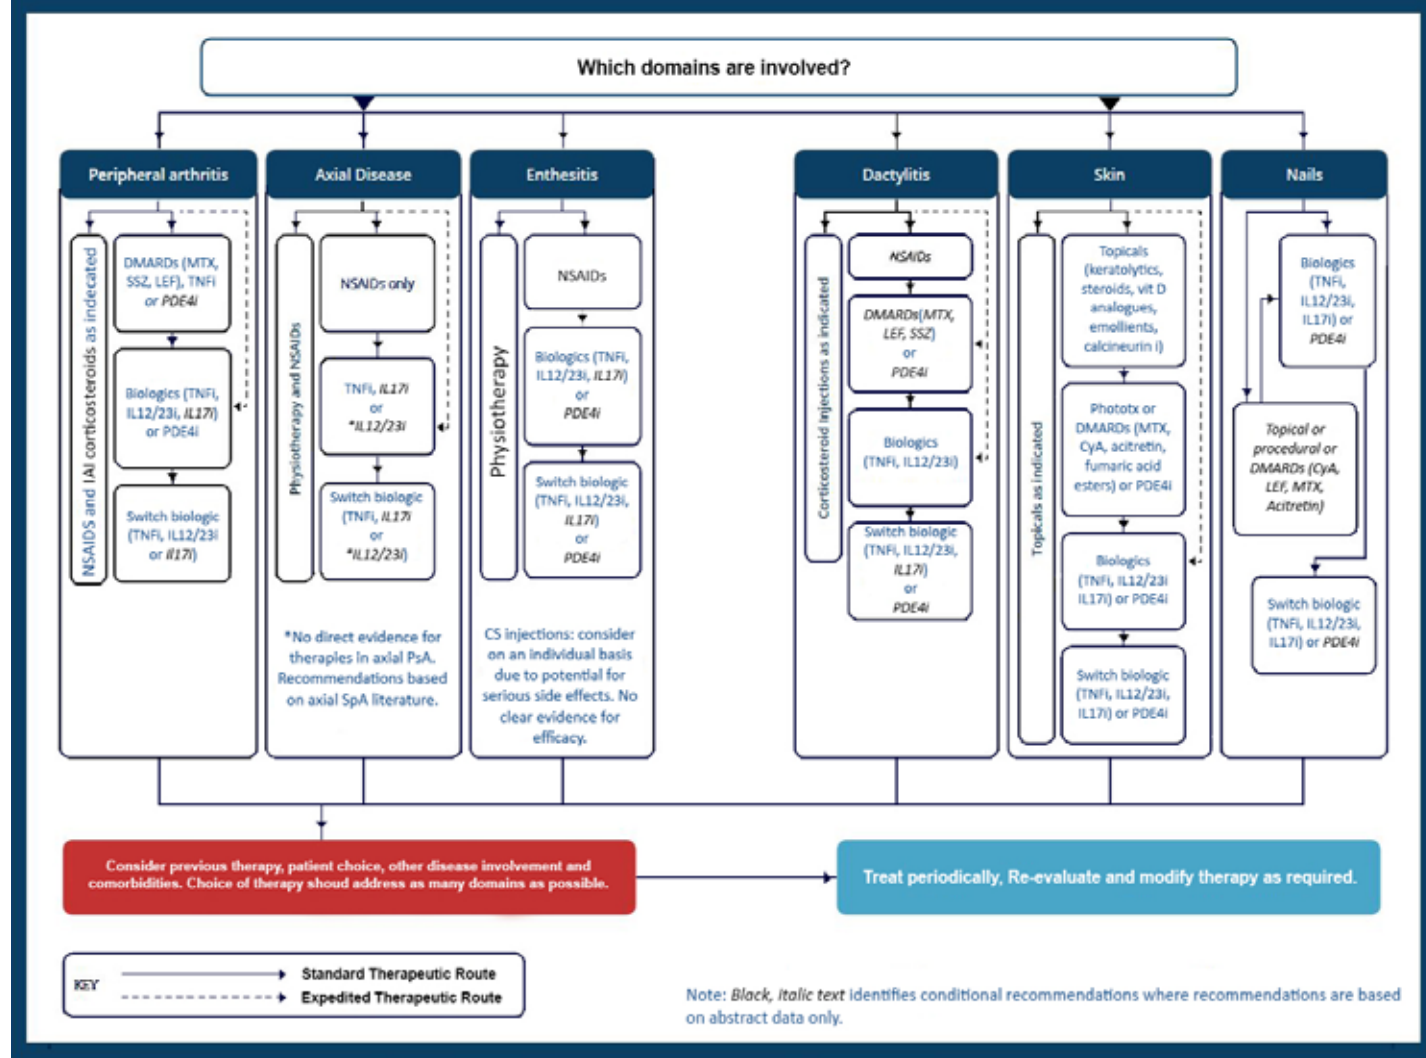 Which domains are involved?
Peripheral arthritis
NSAIDS and IAI corticosteroids as indecated
DMARDs (MTX,
SSZ, LEF), TNFi
or PDE4i
Biologics (TNFi,
IL12/23i, IL17i)
or PDE4i
Switch biologic
(TNFi, IL12/23i
or Il17i)
Axial Disease
Physiotherapy and NSAIDs
NSAIDs only
TNFi, IL17i
or
*IL12/23i
Switch biologic
(TNFi, IL17i
or
*IL12/23i)
*No direct evidence for
theraples in axial PsA.
Recommendations based
on axial SpA literature.
Enthesitis
Physiotherapy
NSAIDs
Biologics (TNFi,
IL12/23i, IL17i)
or
PDE4i
Switch biologic
(TNFi, IL12/23i,
IL17i)
or
PDE4i
CS injections: consider
on an individual basis
due to potential for
serious side effects. No
clear evidence for
efficacy.
Dactylitis
Corticosteroid Injections as indicated
NSAIDs
DMARDs(MTX,
LEF, SSZ)
or
PDE4i
Biologics
(TNFi, IL12/23i)
Switch biologic
(TNFi, IL12/23i,
IL17i)
or
PDE4i
Skin
Topicals as indicated
Topicals
(keratolytics,
steroids, vit D
analogues,
emollients,
calcineurin i)
Phototx or
DMARDs (MTX,
CyA, acitretin,
fumaric acid
esters) or PDE4i
Biologics
(TNFi, IL12/23i
IL17i) or PDE4i
Switch biologic
(TNFi, IL12/23i,
IL17i) or PDE4i
Nails
Biologics
(TNFi,
IL12/23i,
IL17i) or
PDE4i
Topical or
procedural or
DMARDs (CyA,
LEF, MTX,
Acitretin)
Switch biologic
(TNFi, IL12/23i,
IL17i) or PDE4i
Consider previous therapy, patient choice, other disease involvement and
comorbidities. Choice of therapy shoud address as many domains as possible.
Treat periodically, Re-evaluate and modify therapy as required.
KEY
Standard Therapeutic Route
Expedited Therapeutic Route
Note: Black, italic text identifies conditional recommendations where recommendations are based
on abstract data only.